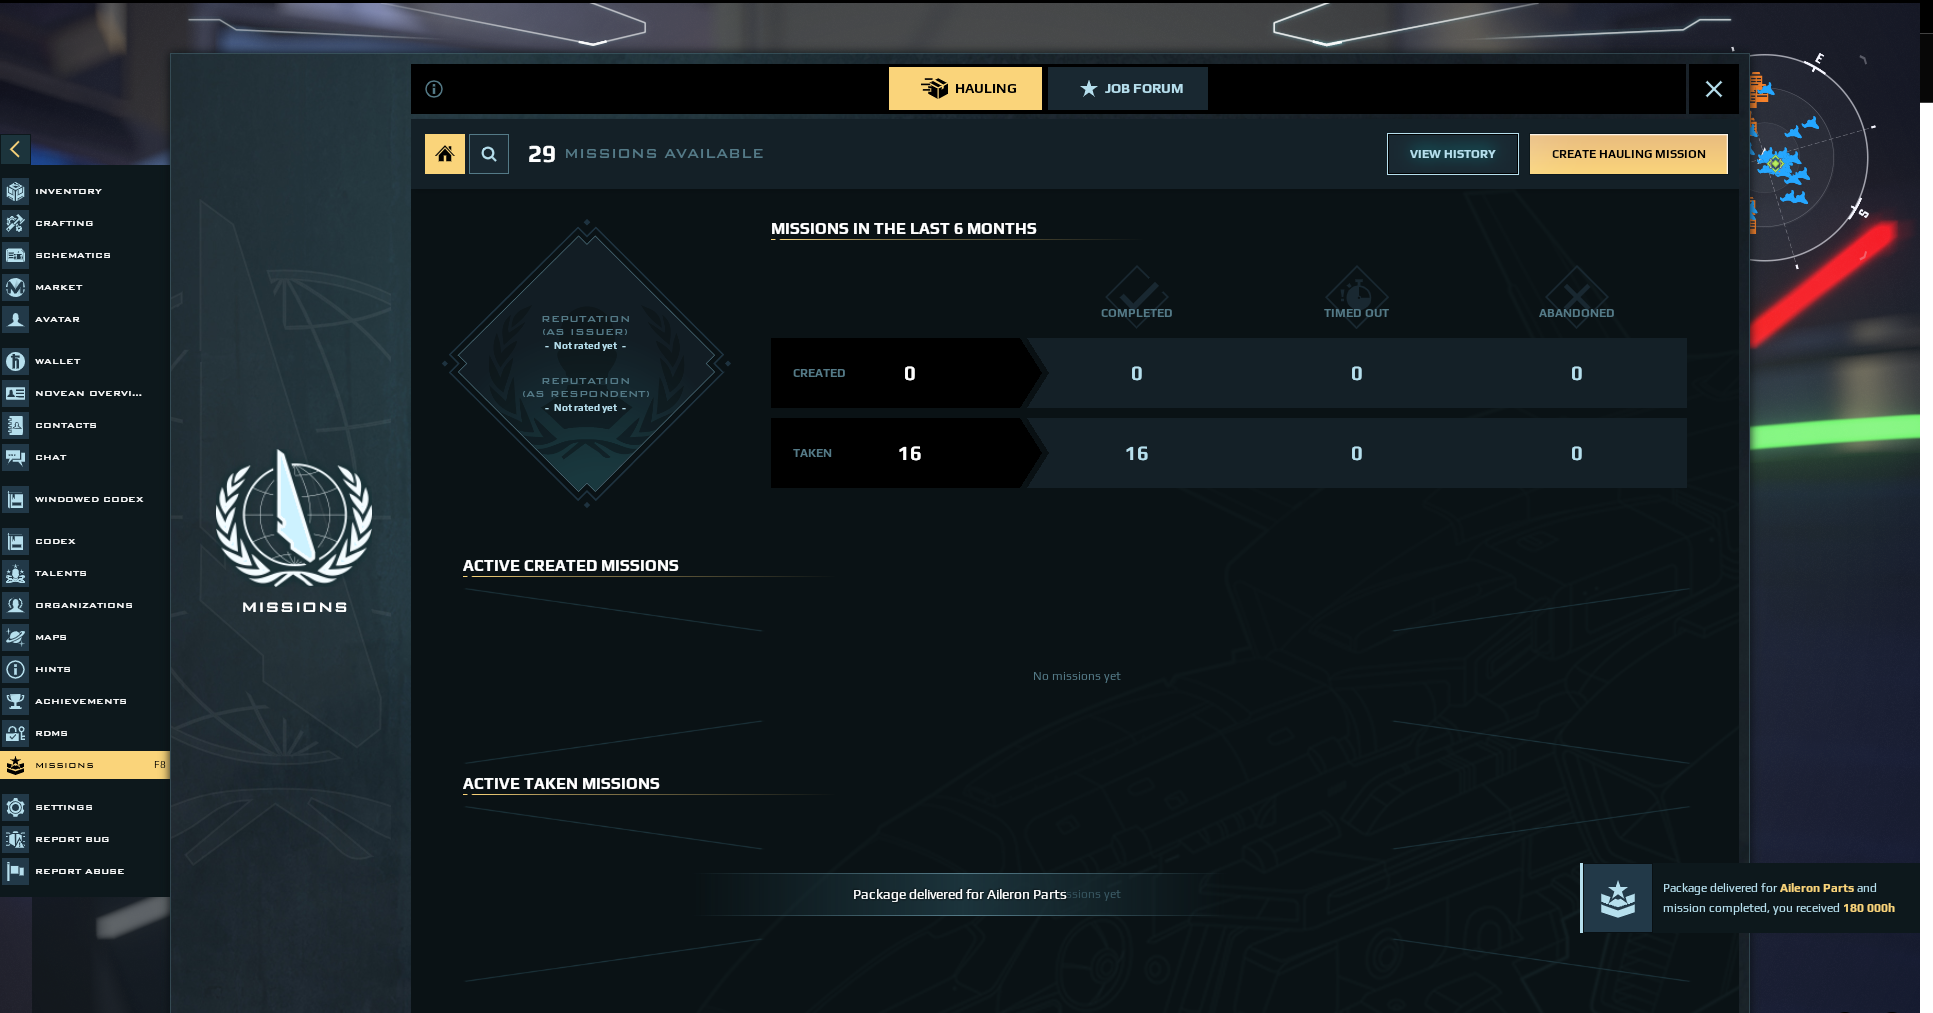 HAULING
JOB FORUM
E
S
29 MISSIONS AVAILABLE
VIEW HISTORY
CREATE HAULING MISSION
INVENTORY
CRAFTING
SCHEMATICS
MARKET
AVATAR
WALLET
NOVEAN OVERVI...
CONTACTS
CHAT
WINDOWED CODEX
CODEX
TALENTS
ORGANIZATIONS
MAPS
HINTS
ACHIEVEMENTS
RDMS
MISSIONS F8
SETTINGS
REPORT BUG
REPORT ABUSE
MISSIONS
REPUTATION
(AS ISSUER)
- Not rated yet -
REPUTATION
(AS RESPONDENT)
- Not rated yet -
MISSIONS IN THE LAST 6 MONTHS
COMPLETED TIMED OUT ABANDONED
CREATED 0 0 0 0
TAKEN 16 16 0 0
ACTIVE CREATED MISSIONS
No missions yet
ACTIVE TAKEN MISSIONS
Package delivered for Aileron Parts
ssions yet
Package delivered for Aileron Parts and
mission completed, you received 180 000h